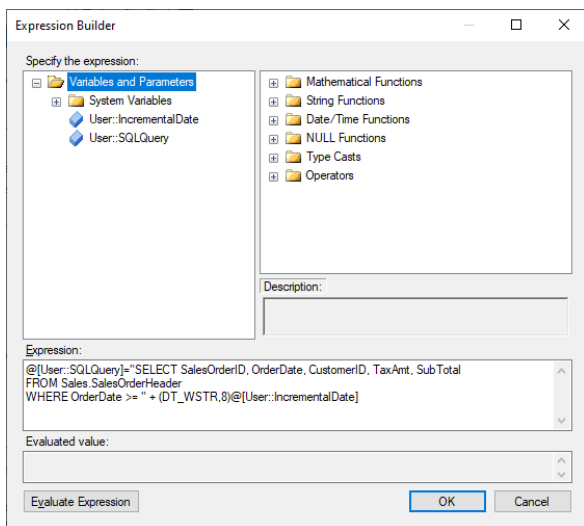 Expression Builder
Specify the expression:
Variables and Parameters
System Variables
User::IncrementalDate
User::SQLQuery
Mathematical Functions
String Functions
Date/Time Functions
NULL Functions
Type Casts
Operators
Description:
Expression:
@[User::SQLQuery]="SELECT SalesOrderID, OrderDate, CustomerID, TaxAmt, SubTotal
FROM Sales.SalesOrderHeader
WHERE OrderDate >= " + (DT_WSTR,8)@[User::IncrementalDate]
Evaluated value:
Evaluate Expression
OK
Cancel